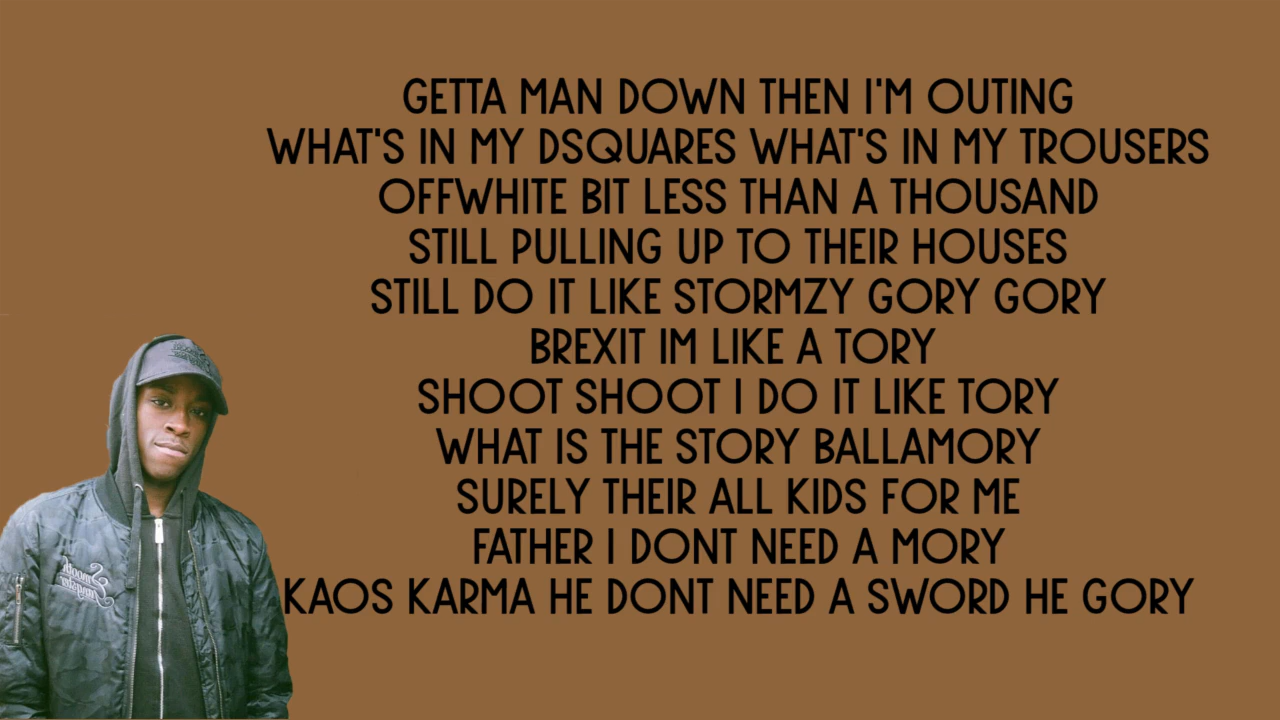 GETTA MAN DOWN THEN I'M OUTING
WHAT'S IN MY DSQUARES WHAT'S IN MY TROUSERS
OFFWHITE BIT LESS THAN A THOUSAND
STILL PULLING UP TO THEIR HOUSES
STILL DO IT LIKE STORMZY GORY GORY
BREXIT IM LIKE A TORY
SHOOT SHOOT I DO IT LIKE TORY
WHAT IS THE STORY BALLAMORY
SURELY THEIR ALL KIDS FOR ME
FATHER I DONT NEED A MORY
KAOS KARMA HE DONT NEED A SWORD HE GORY
Smooth
Gangster